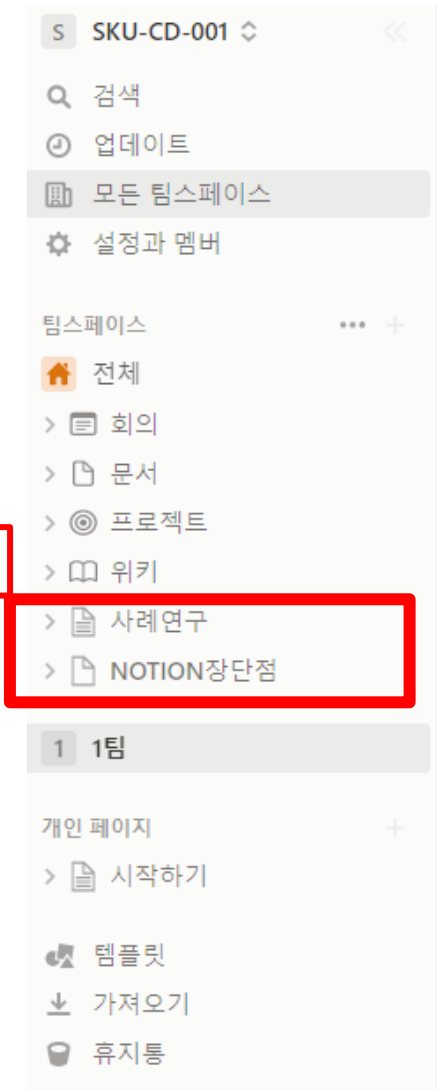 S SKU-CD-001
검색
업데이트
모든 팀스페이스
설정과 멤버
팀스페이스
전체
회의
문서
프로젝트
위키
사례연구
NOTION장단점
1 1팀
개인 페이지
시작하기
템플릿
가져오기
휴지통